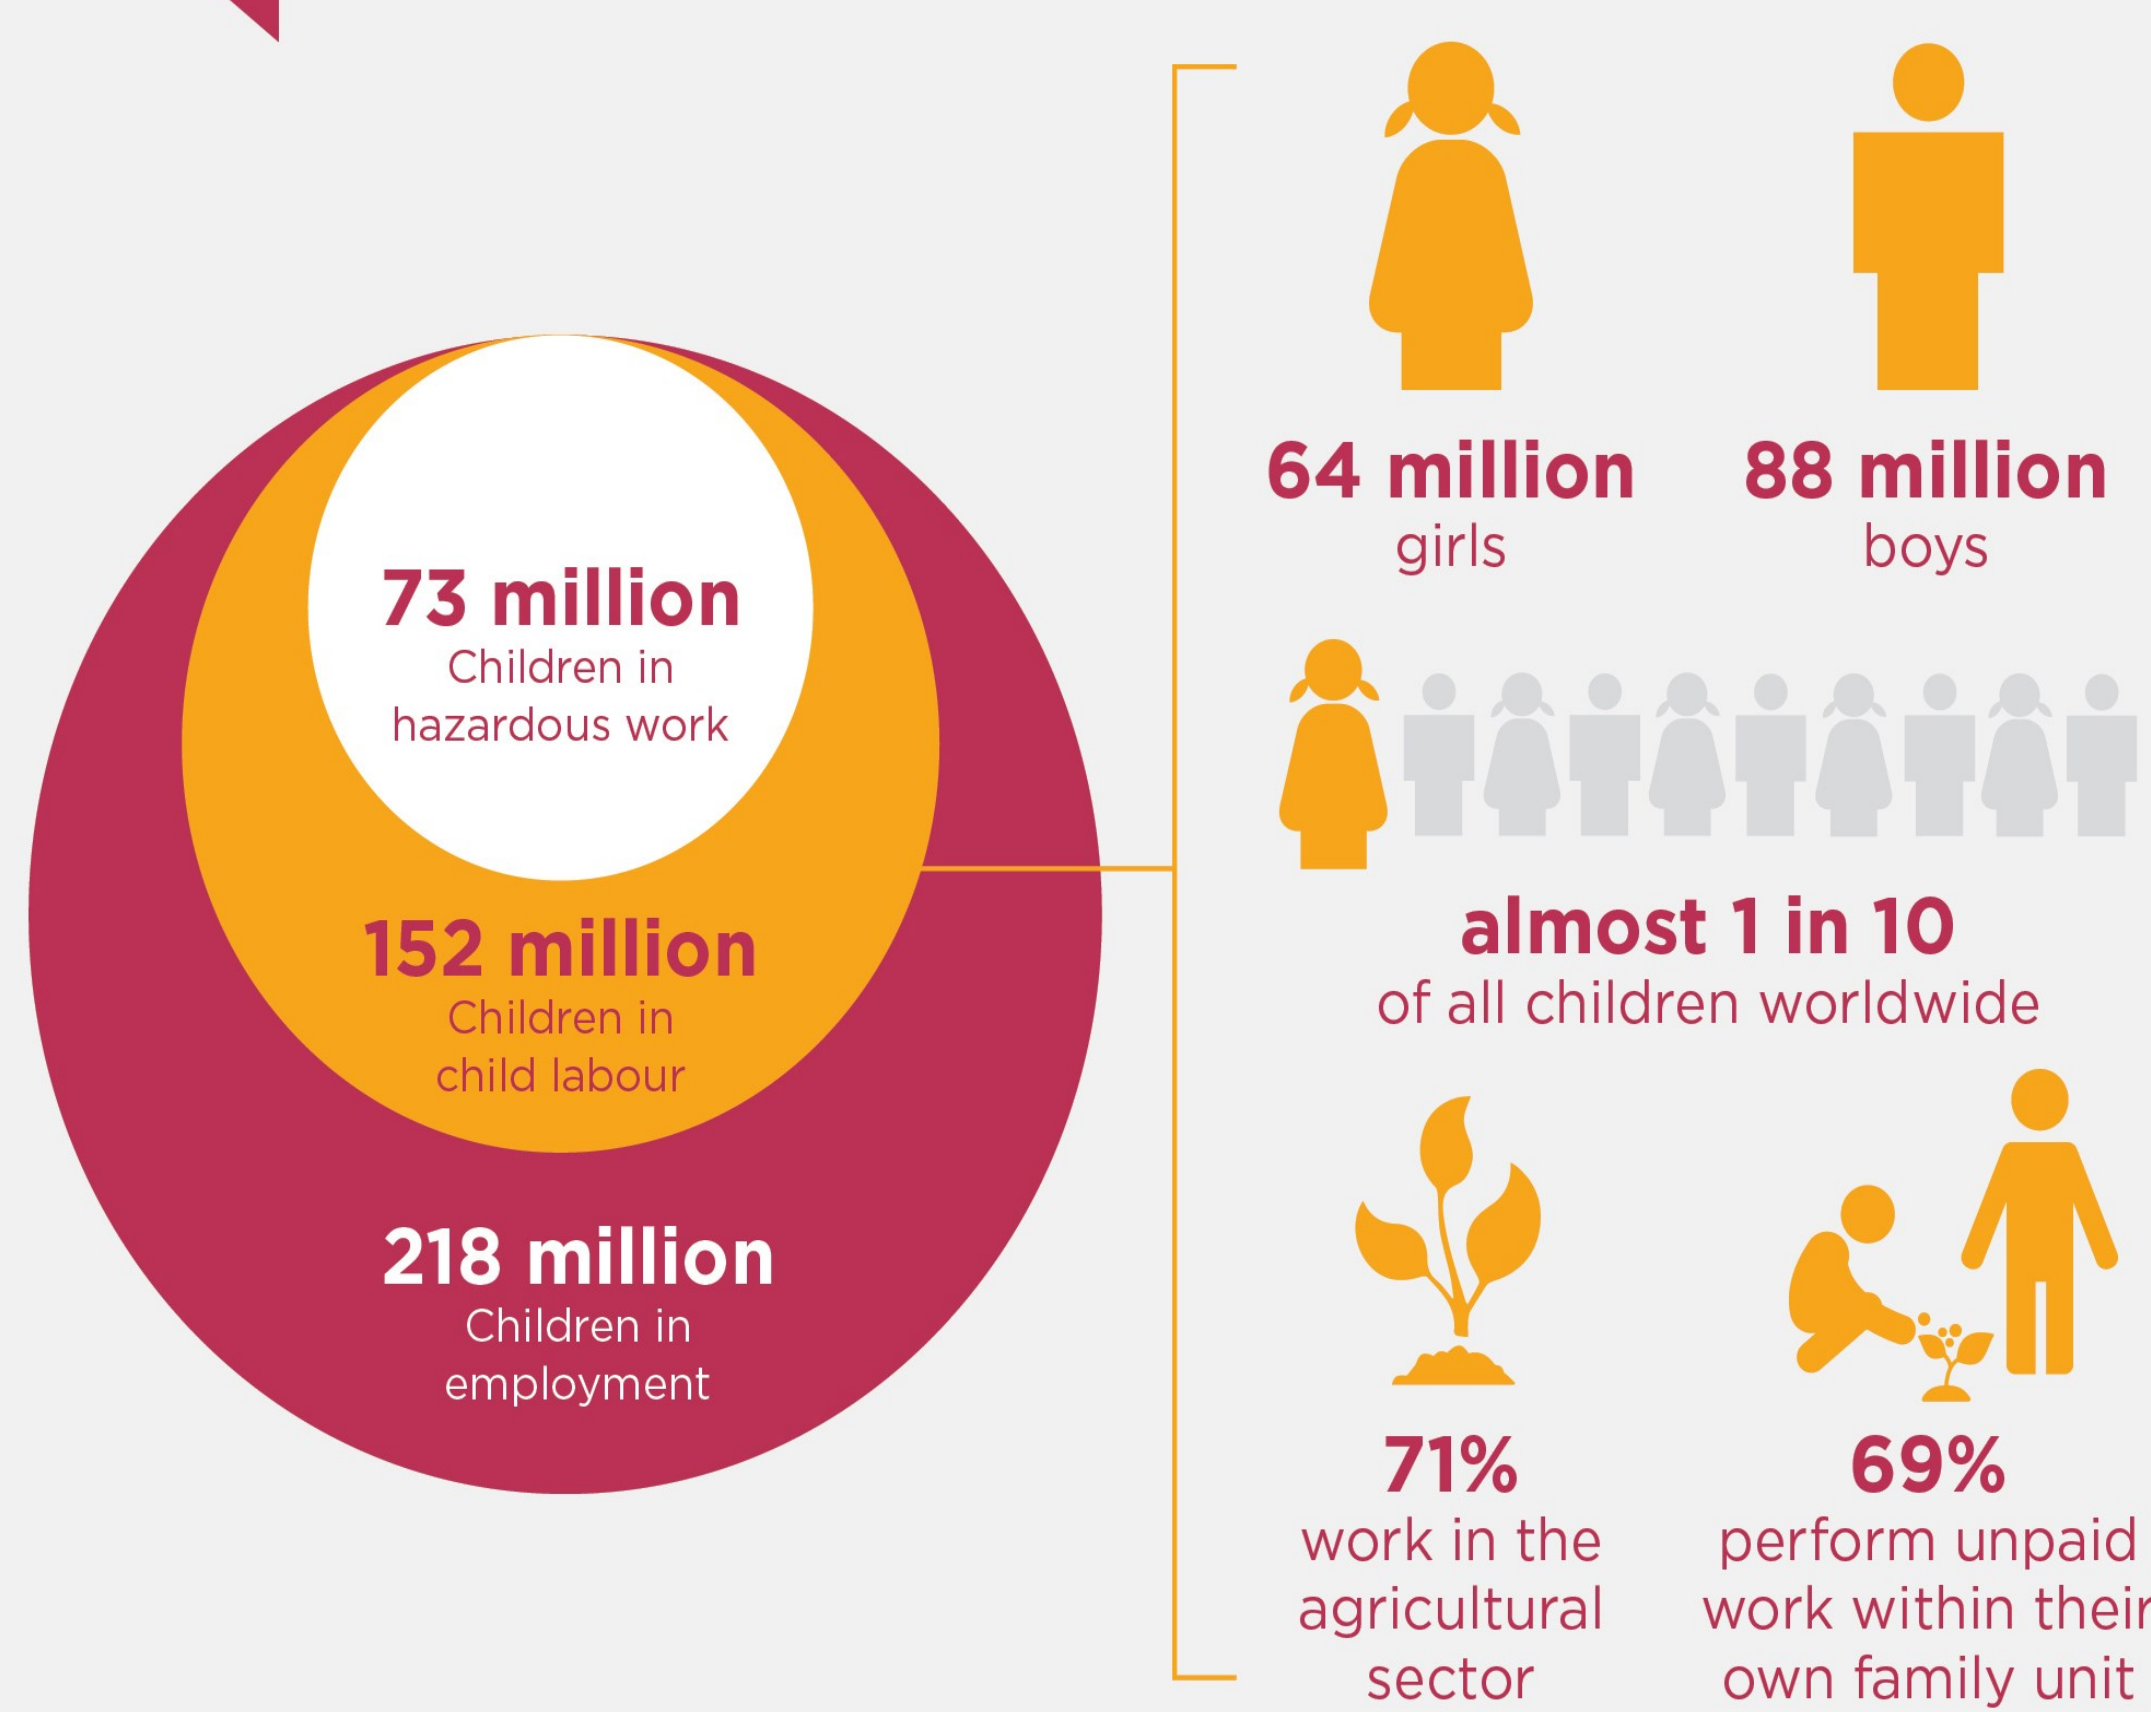 73 million
Children in
hazardous work
152 million
Children in
child labour
218 million
Children in
employment
64 million
girls
88 million
boys
almost 1 in 10
of all children worldwide
71%
work in the
agricultural
sector
69%
perform unpaid
work within their
own family unit